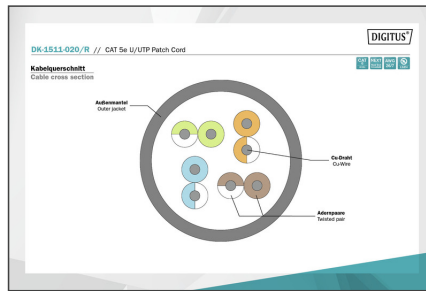 DIGITUS®
DK-1511-020/R // CAT 5e U/UTP Patch Cord
Kabelquerschnitt
Cable cross section
Außenmantel
Outer jacket
Cu-Draht
Cu-Wire
Adernpaare
Twisted pair